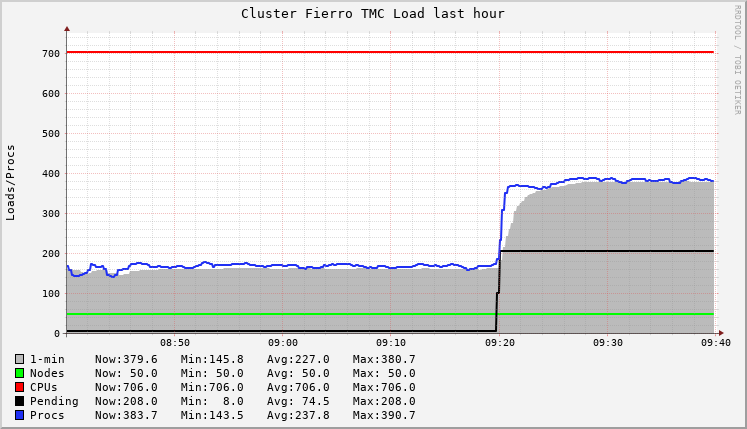 Cluster Fierro TMC Load last hour
RRDTOOL / TOBI OETIKER
Loads/Procs
700
600
500
400
300
200
100
0
08:50 09:00 09:10 09:20 09:30 09:40
1-min Now:379.6 Min:145.8 Avg:227.0 Max:380.7
Nodes Now: 50.0 Min: 50.0 Avg: 50.0 Max: 50.0
CPUs Now:706.0 Min:706.0 Avg:706.0 Max:706.0
Pending Now:208.0 Min: 8.0 Avg: 74.5 Max:208.0
Procs Now:383.7 Min:143.5 Avg:237.8 Max:390.7